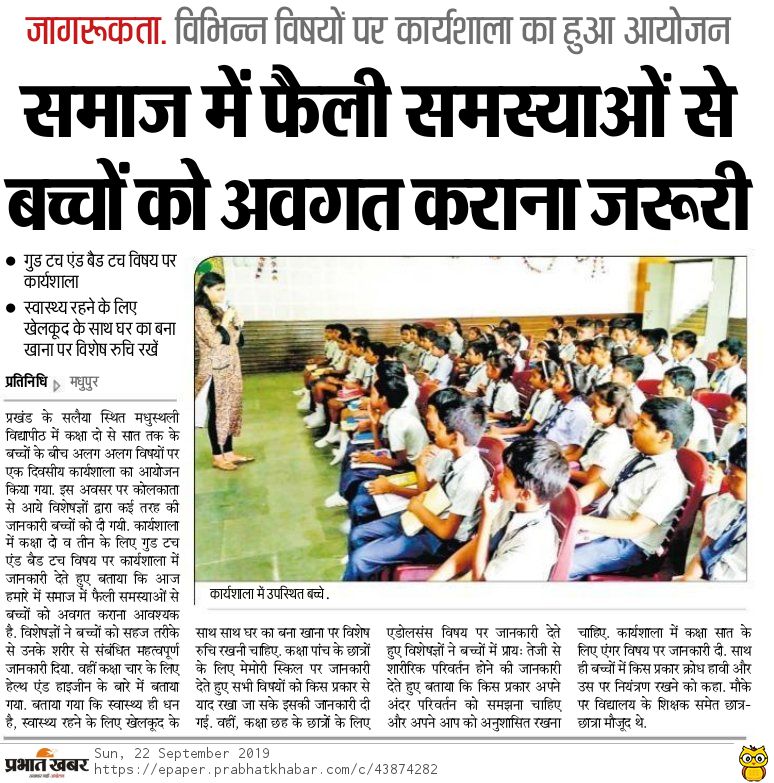 जागरूकता. विभिन्न विषयों पर कार्यशाला का हुआ आयोजन
समाज में फैली समस्याओं से
बच्चों को अवगत कराना जरूरी
● गुड टच एंड बैड टच विषय पर
कार्यशाला
● स्वास्थ्य रहने के लिए
खेलकूद के साथ घर का बना
खाना पर विशेष रुचि रखें
प्रतिनिधि ▷ मधुपुर
प्रखंड के सलैया स्थित मधुस्थली
विद्यापीठ में कक्षा दो से सात तक के
बच्चों के बीच अलग अलग विषयों पर
एक दिवसीय कार्यशाला का आयोजन
किया गया. इस अवसर पर कोलकाता
से आये विशेषज्ञों द्वारा कई तरह की
जानकारी बच्चों को दी गयी. कार्यशाला
में कक्षा दो व तीन के लिए गुड टच
एंड बैड टच विषय पर कार्यशाला में
जानकारी देते हुए बताया कि आज
हमारे में समाज में फैली समस्याओं से
बच्चों को अवगत कराना आवश्यक
है. विशेषज्ञों ने बच्चों को सहज तरीके
से उनके शरीर से संबंधित महत्वपूर्ण
जानकारी दिया. वहीं कक्षा चार के लिए
हेल्थ एंड हाइजीन के बारे में बताया
गया. बताया गया कि स्वास्थ्य ही धन
है, स्वास्थ्य रहने के लिए खेलकूद के
कार्यशाला में उपस्थित बच्चे.
साथ साथ घर का बना खाना पर विशेष
रुचि रखनी चाहिए. कक्षा पांच के छात्रों
के लिए मेमोरी स्किल पर जानकारी
देते हुए सभी विषयों को किस प्रकार से
याद रखा जा सके इसकी जानकारी दी
गई. वहीं, कक्षा छह के छात्रों के लिए
एडोलसंस विषय पर जानकारी देते
हुए विशेषज्ञों ने बच्चों में प्राय: तेजी से
शारीरिक परिवर्तन होने की जानकारी
देते हुए बताया कि किस प्रकार अपने
अंदर परिवर्तन को समझना चाहिए
और अपने आप को अनुशासित रखना
चाहिए. कार्यशाला में कक्षा सात के
लिए एंगर विषय पर जानकारी दी. साथ
ही बच्चों में किस प्रकार क्रोध हावी और
उस पर नियंत्रण रखने को कहा. मौके
पर विद्यालय के शिक्षक समेत छात्र-
छात्रा मौजूद थे.
प्रभात खबर
Sun, 22 September 2019
https://epaper.prabhatkhabar.com/c/43874282